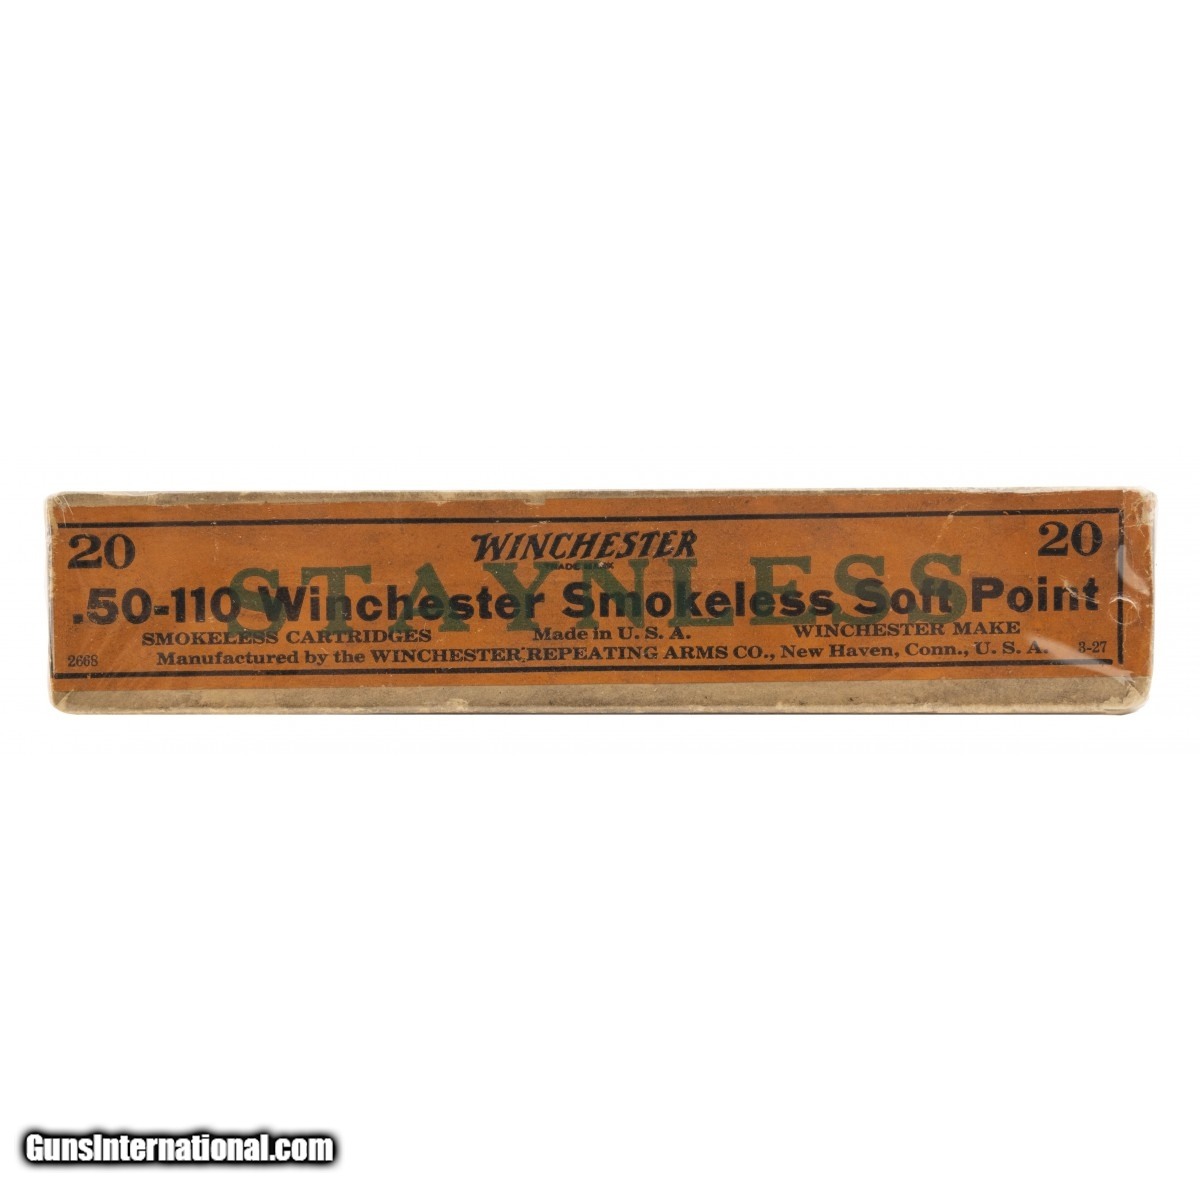 20 WINCHESTER 20
TRADE MARK
STAYNLESS
.50-110 Winchester Smokeless Soft Point
SMOKELESS CARTRIDGES Made in U. S. A. WINCHESTER MAKE
2668 Manufactured by the WINCHESTER REPEATING ARMS CO., New Haven, Conn., U. S. A. 3-27
GunsInternational.com